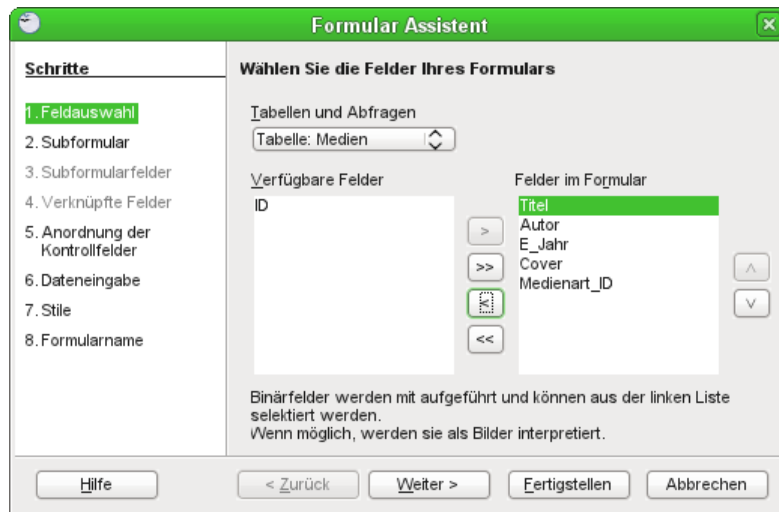 Formular Assistent
Schritte
1. Feldauswahl
2. Subformular
3. Subformularfelder
4. Verknüpfte Felder
5. Anordnung der
Kontrollfelder
6. Dateneingabe
7. Stile
8. Formularname
Wählen Sie die Felder Ihres Formulars
Tabellen und Abfragen
Tabelle: Medien
Verfügbare Felder
ID
>
>>
<
<<
Felder im Formular
Titel
Autor
E_Jahr
Cover
Medienart_ID
Binärfelder werden mit aufgeführt und können aus der linken Liste
selektiert werden.
Wenn möglich, werden sie als Bilder interpretiert.
Hilfe
< Zurück
Weiter >
Fertigstellen
Abbrechen